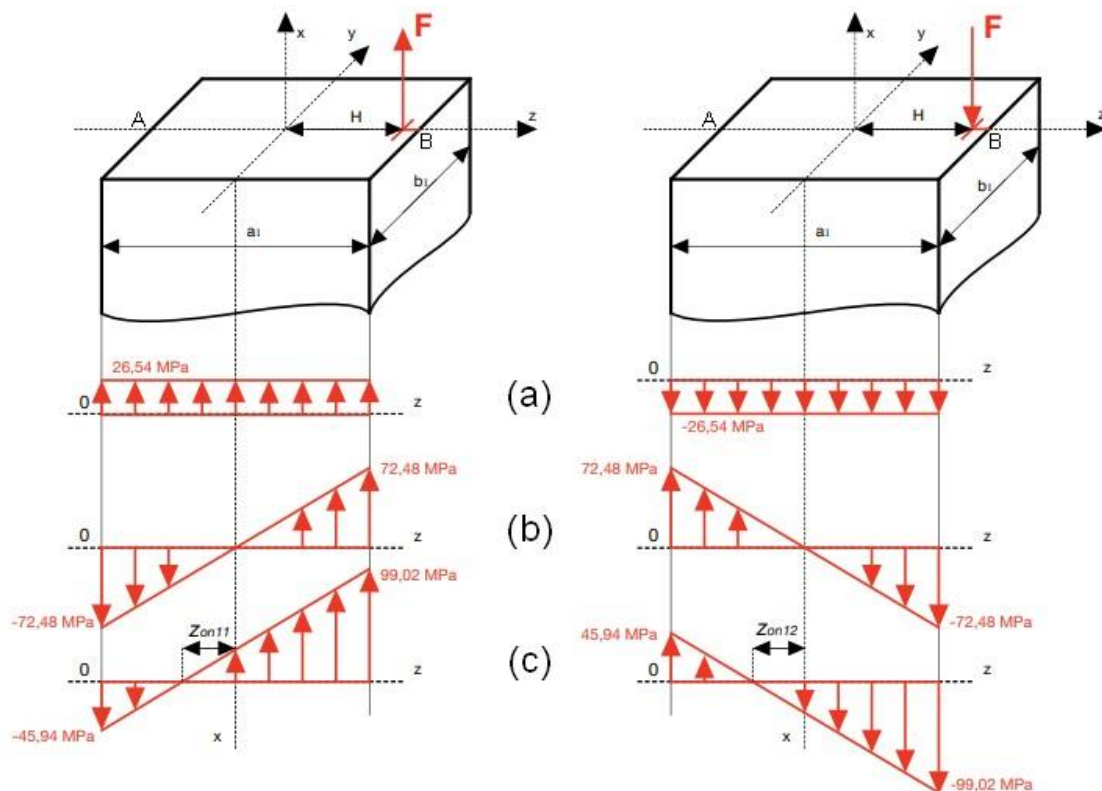 x
y
F
A
H
z
B
b1
a1
26,54 MPa
0
z
72,48 MPa
0
-72,48 MPa
99,02 MPa
Zon11
0
z
-45,94 MPa
x
(a)
(b)
(c)
x
y
F
A
H
z
B
b1
a1
0
z
-26,54 MPa
72,48 MPa
0
-72,48 MPa
45,94 MPa
Zon12
0
z
x
-99,02 MPa